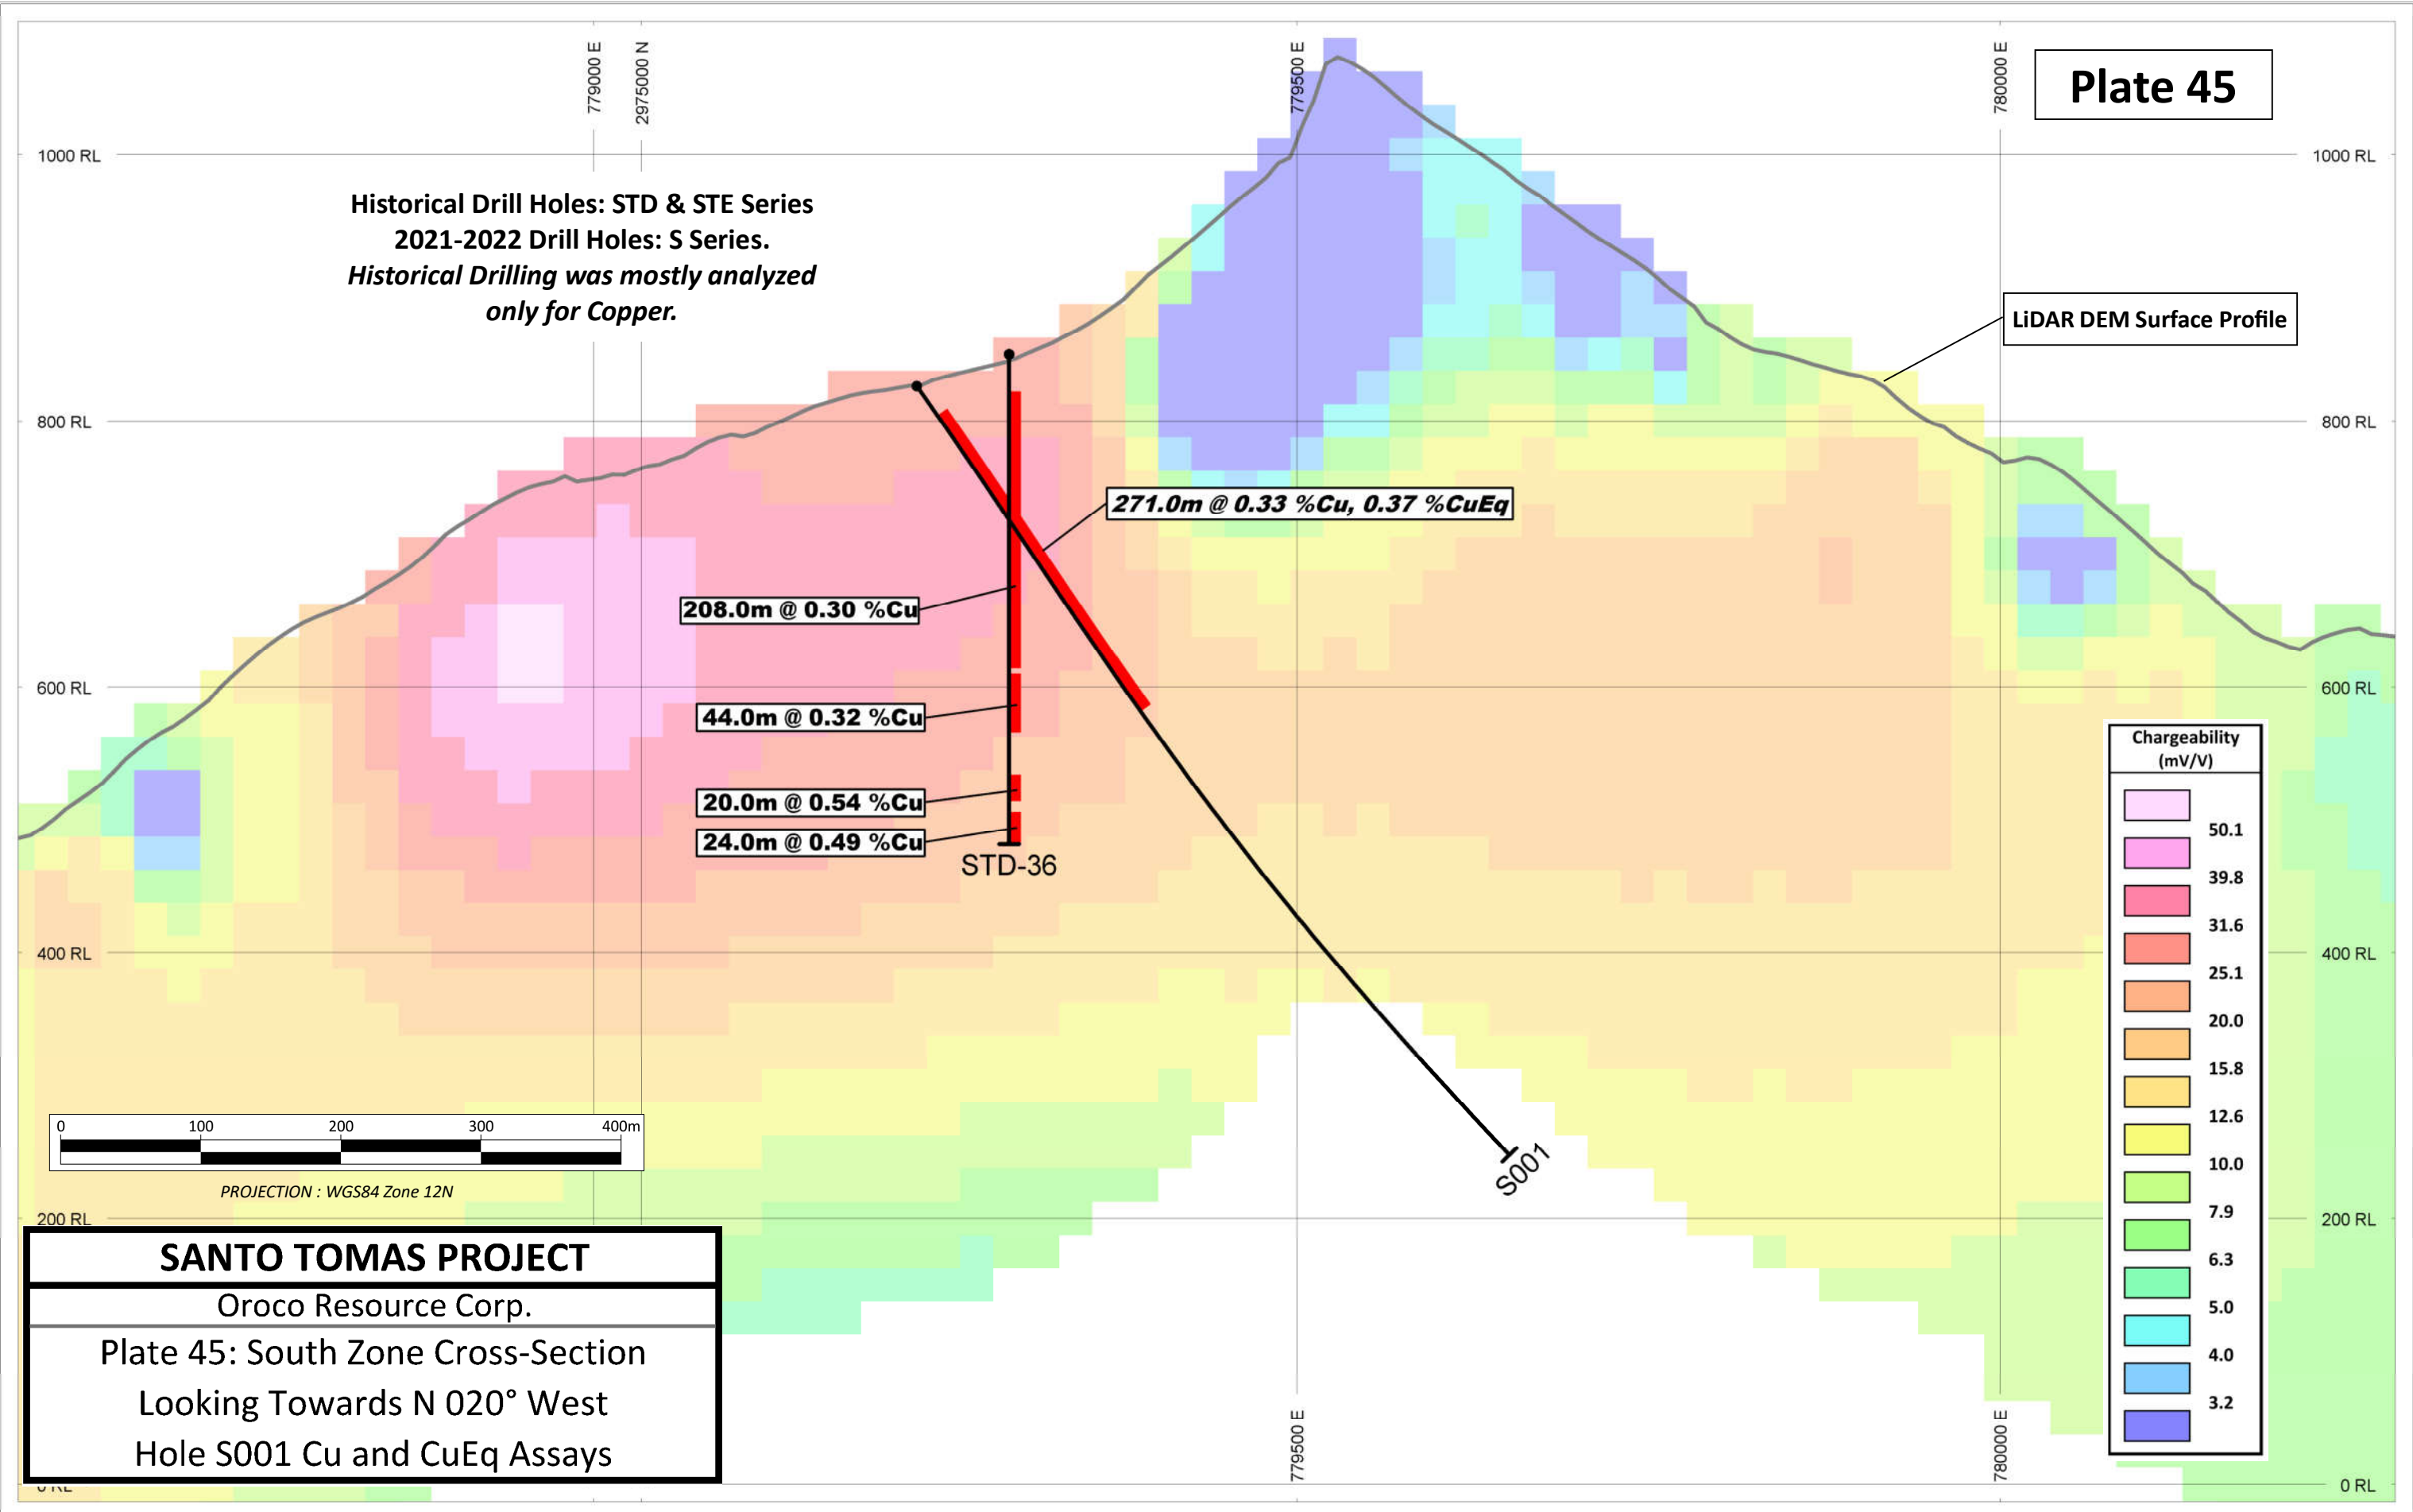 779000 E
2975000 N
779500 E
780000 E
Plate 45
1000 RL
1000 RL
Historical Drill Holes: STD & STE Series
2021-2022 Drill Holes: S Series.
Historical Drilling was mostly analyzed
only for Copper.
LiDAR DEM Surface Profile
800 RL
800 RL
271.0m @ 0.33 %Cu, 0.37 %CuEq
208.0m @ 0.30 %Cu
600 RL
600 RL
44.0m @ 0.32 %Cu
20.0m @ 0.54 %Cu
24.0m @ 0.49 %Cu
STD-36
400 RL
400 RL
Chargeability
(mV/V)
50.1
39.8
31.6
25.1
20.0
15.8
12.6
10.0
7.9
6.3
5.0
4.0
3.2
0 100 200 300 400m
PROJECTION : WGS84 Zone 12N
S001
200 RL
200 RL
SANTO TOMAS PROJECT
Oroco Resource Corp.
Plate 45: South Zone Cross-Section
Looking Towards N 020° West
Hole S001 Cu and CuEq Assays
779500 E
780000 E
0 RL
0 RL